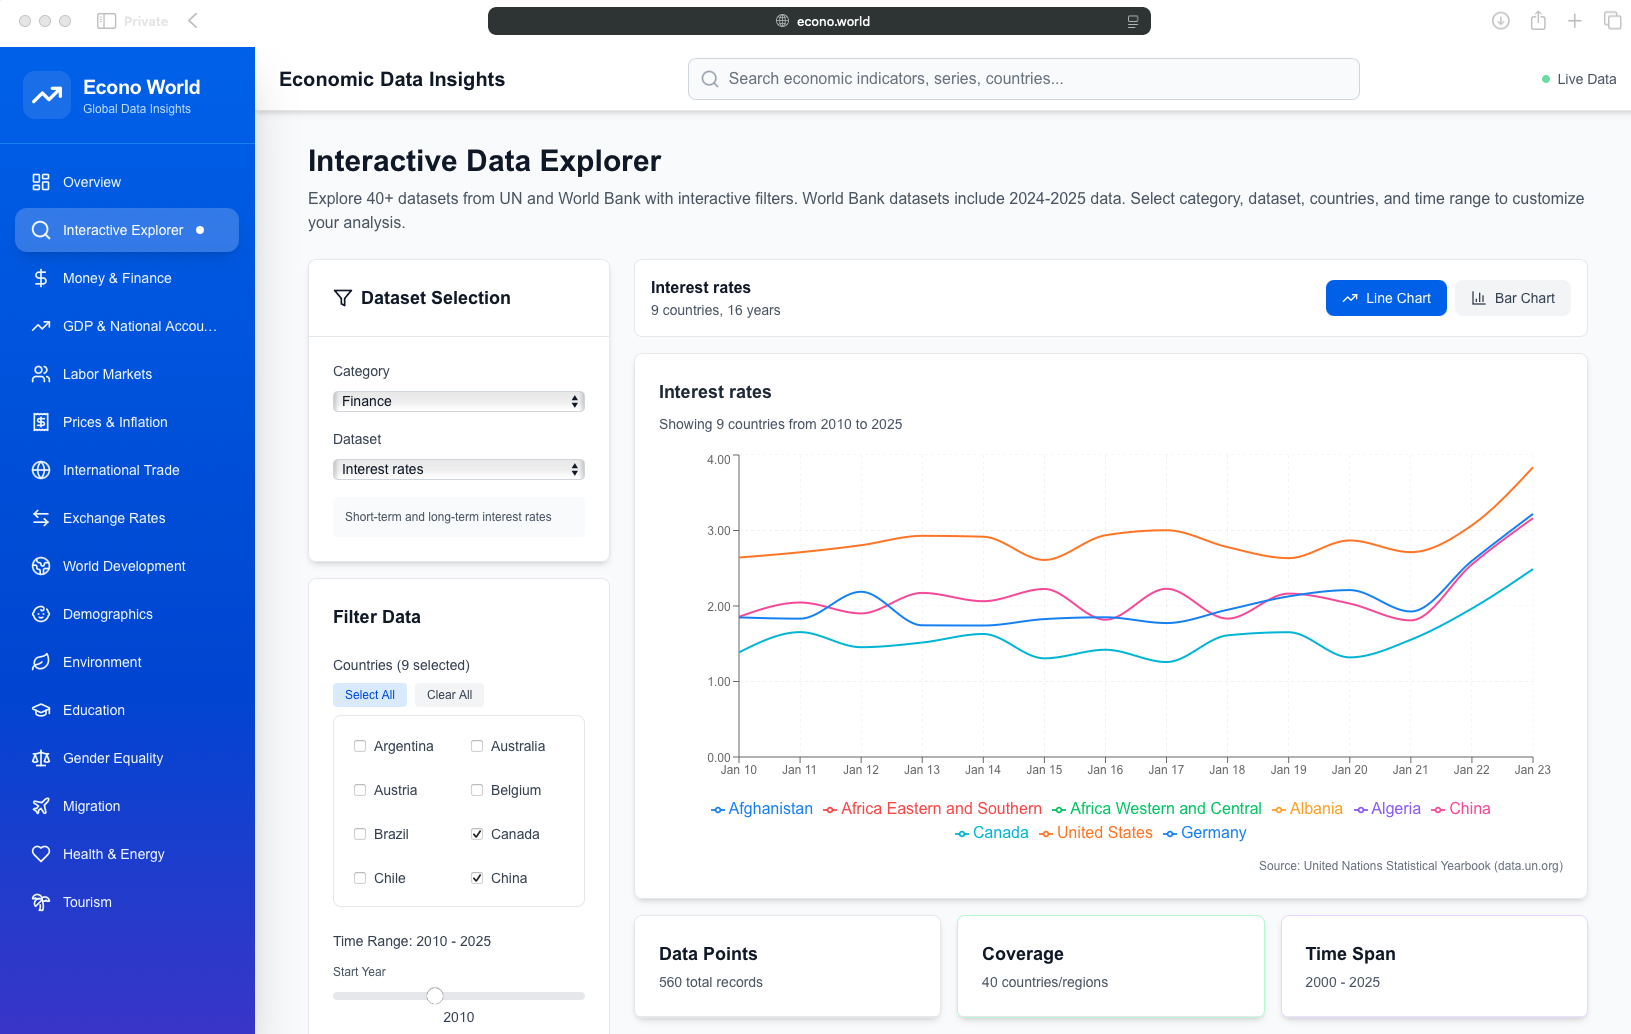 Private
econo.world
Econo World
Global Data Insights
Economic Data Insights
Search economic indicators, series, countries...
Live Data
Overview
Interactive Explorer
Money & Finance
GDP & National Accou...
Labor Markets
Prices & Inflation
International Trade
Exchange Rates
World Development
Demographics
Environment
Education
Gender Equality
Migration
Health & Energy
Tourism
Interactive Data Explorer
Explore 40+ datasets from UN and World Bank with interactive filters. World Bank datasets include 2024-2025 data. Select category, dataset, countries, and time range to customize
your analysis.
Dataset Selection
Category
Finance
Dataset
Interest rates
Short-term and long-term interest rates
Filter Data
Countries (9 selected)
Select All Clear All
Argentina Australia
Austria Belgium
Brazil Canada
Chile China
Time Range: 2010 - 2025
Start Year
2010
Interest rates
9 countries, 16 years
Line Chart Bar Chart
Interest rates
Showing 9 countries from 2010 to 2025
4.00
3.00
2.00
1.00
0.00
Jan 10 Jan 11 Jan 12 Jan 13 Jan 14 Jan 15 Jan 16 Jan 17 Jan 18 Jan 19 Jan 20 Jan 21 Jan 22 Jan 23
Afghanistan Africa Eastern and Southern Africa Western and Central Albania Algeria China
Canada United States Germany
Source: United Nations Statistical Yearbook (data.un.org)
Data Points
560 total records
Coverage
40 countries/regions
Time Span
2000 - 2025